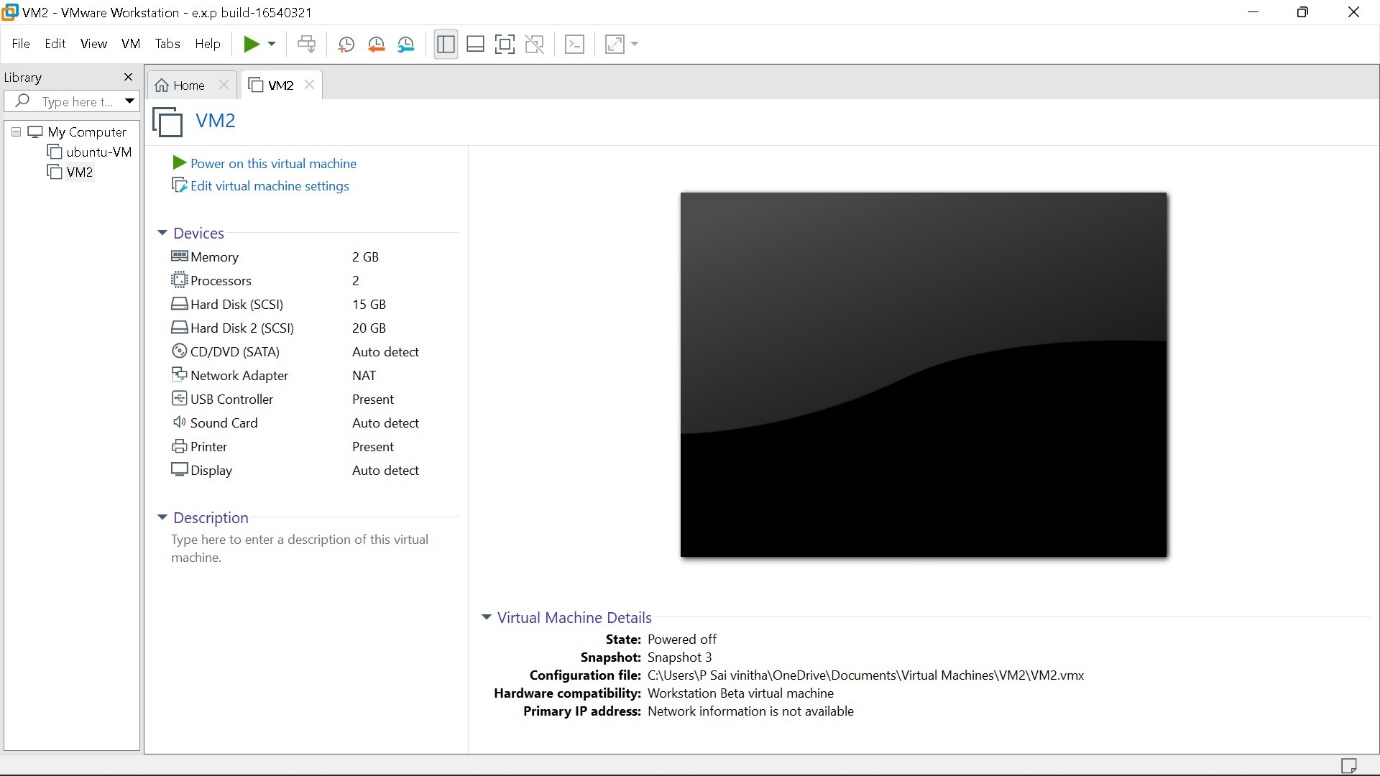 VM2 - VMware Workstation - e.x.p build-16540321
File Edit View VM Tabs Help
Library
Home
VM2
Type here t...
VM2
My Computer
ubuntu-VM
VM2
Power on this virtual machine
Edit virtual machine settings
Devices
Memory 2 GB
Processors 2
Hard Disk (SCSI) 15 GB
Hard Disk 2 (SCSI) 20 GB
CD/DVD (SATA) Auto detect
Network Adapter NAT
USB Controller Present
Sound Card Auto detect
Printer Present
Display Auto detect
Description
Type here to enter a description of this virtual
machine.
Virtual Machine Details
State: Powered off
Snapshot: Snapshot 3
Configuration file: C:\Users\P Sai vinitha\OneDrive\Documents\Virtual Machines\VM2\VM2.vmx
Hardware compatibility: Workstation Beta virtual machine
Primary IP address: Network information is not available